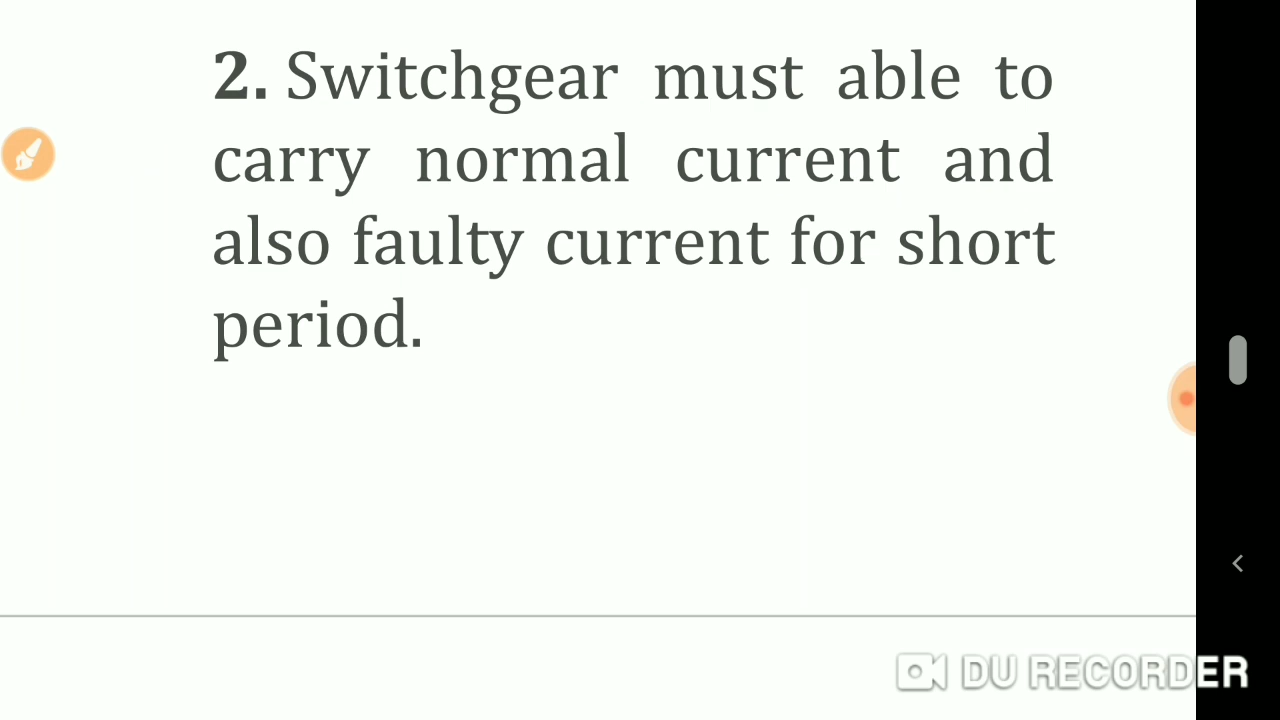 2. Switchgear must able to
carry normal current and
also faulty current for short
period.
DU RECORDER